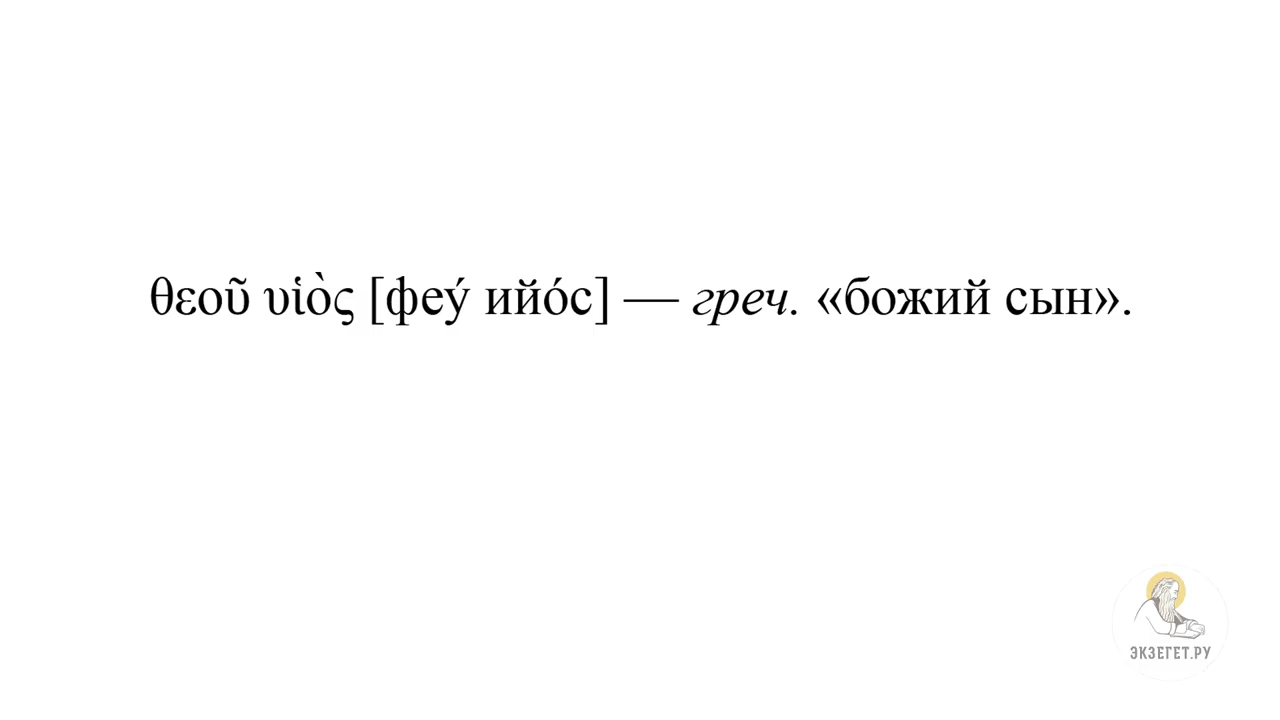 θεοῦ υἱὸς [феу́ ийо́с] — греч. «божий сын».
ЭКЗЕГЕТ.РУ